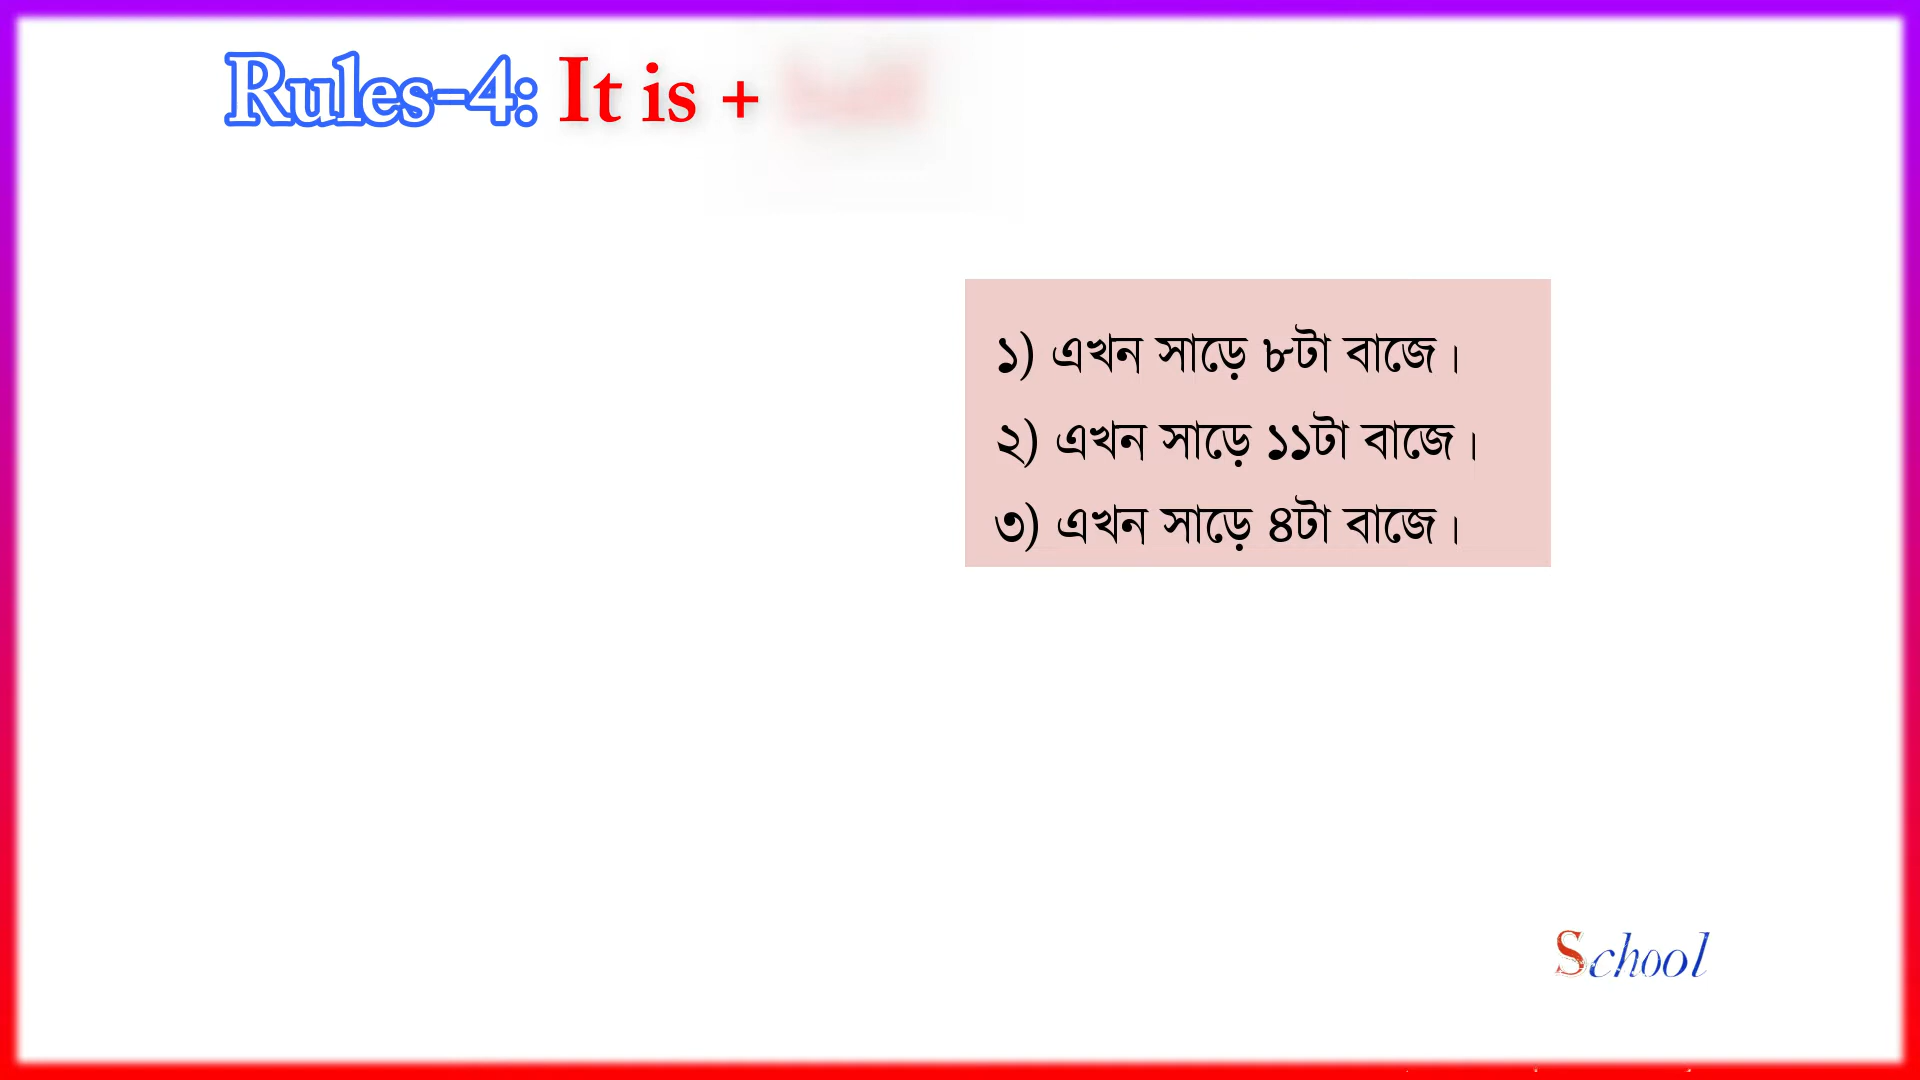 Rules-4: It is +
১) এখন সাড়ে ৮টা বাজে।
২) এখন সাড়ে ১১টা বাজে।
৩) এখন সাড়ে ৪টা বাজে।
School